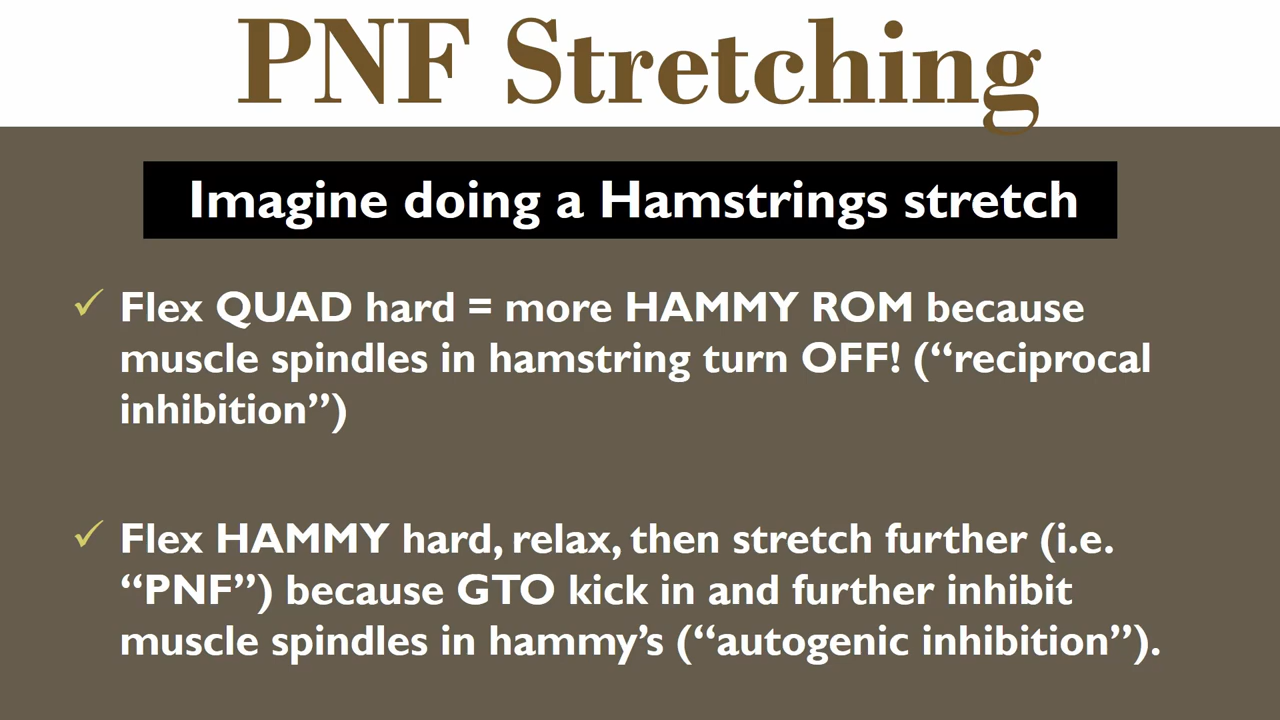 PNF Stretching
Imagine doing a Hamstrings stretch
✓ Flex QUAD hard = more HAMMY ROM because
muscle spindles in hamstring turn OFF! (“reciprocal
inhibition”)
✓ Flex HAMMY hard, relax, then stretch further (i.e.
“PNF”) because GTO kick in and further inhibit
muscle spindles in hammy’s (“autogenic inhibition”).